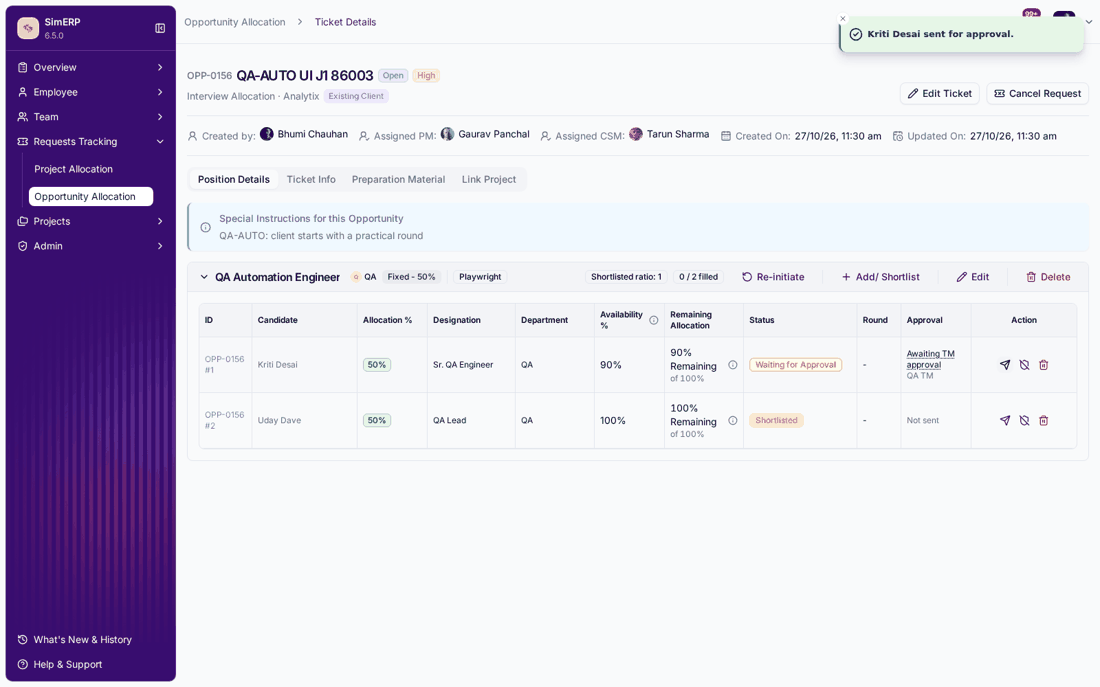 SimERP
6.5.0
Overview
Employee
Team
Requests Tracking
Project Allocation
Opportunity Allocation
Projects
Admin
What's New & History
Help & Support
Opportunity Allocation > Ticket Details
99+
Kriti Desai sent for approval.
OPP-0156 QA-AUTO UI J1 86003 Open High
Interview Allocation · Analytix Existing Client
Edit Ticket Cancel Request
Created by: Bhumi Chauhan Assigned PM: Gaurav Panchal Assigned CSM: Tarun Sharma Created On: 27/10/26, 11:30 am Updated On: 27/10/26, 11:30 am
Position Details Ticket Info Preparation Material Link Project
Special Instructions for this Opportunity
QA-AUTO: client starts with a practical round
QA Automation Engineer Q QA Fixed - 50% Playwright Shortlisted ratio: 1 0 / 2 filled Re-initiate Add/ Shortlist Edit Delete
ID Candidate Allocation % Designation Department Availability % Remaining Allocation Status Round Approval Action
OPP-0156 #1 Kriti Desai 50% Sr. QA Engineer QA 90% 90% Remaining of 100% Waiting for Approval - Awaiting TM approval QA TM
OPP-0156 #2 Uday Dave 50% QA Lead QA 100% 100% Remaining of 100% Shortlisted - Not sent